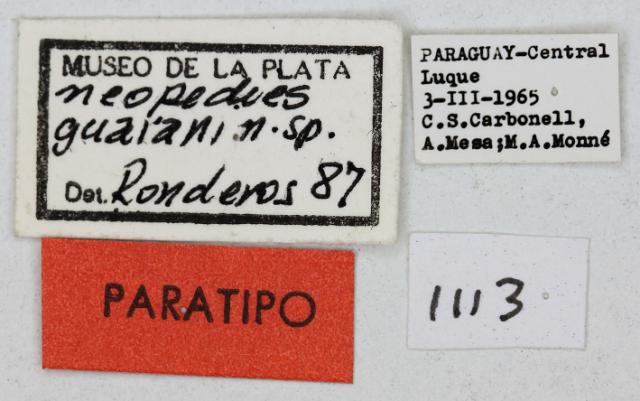 MUSEO DE LA PLATA
neopedies
guaiani n. sp.
Det. Ronderos 87
PARAGUAY-Central
Luque
3-III-1965
C.S.Carbonell,
A.Mesa;M.A.Monné
PARATIPO
1113